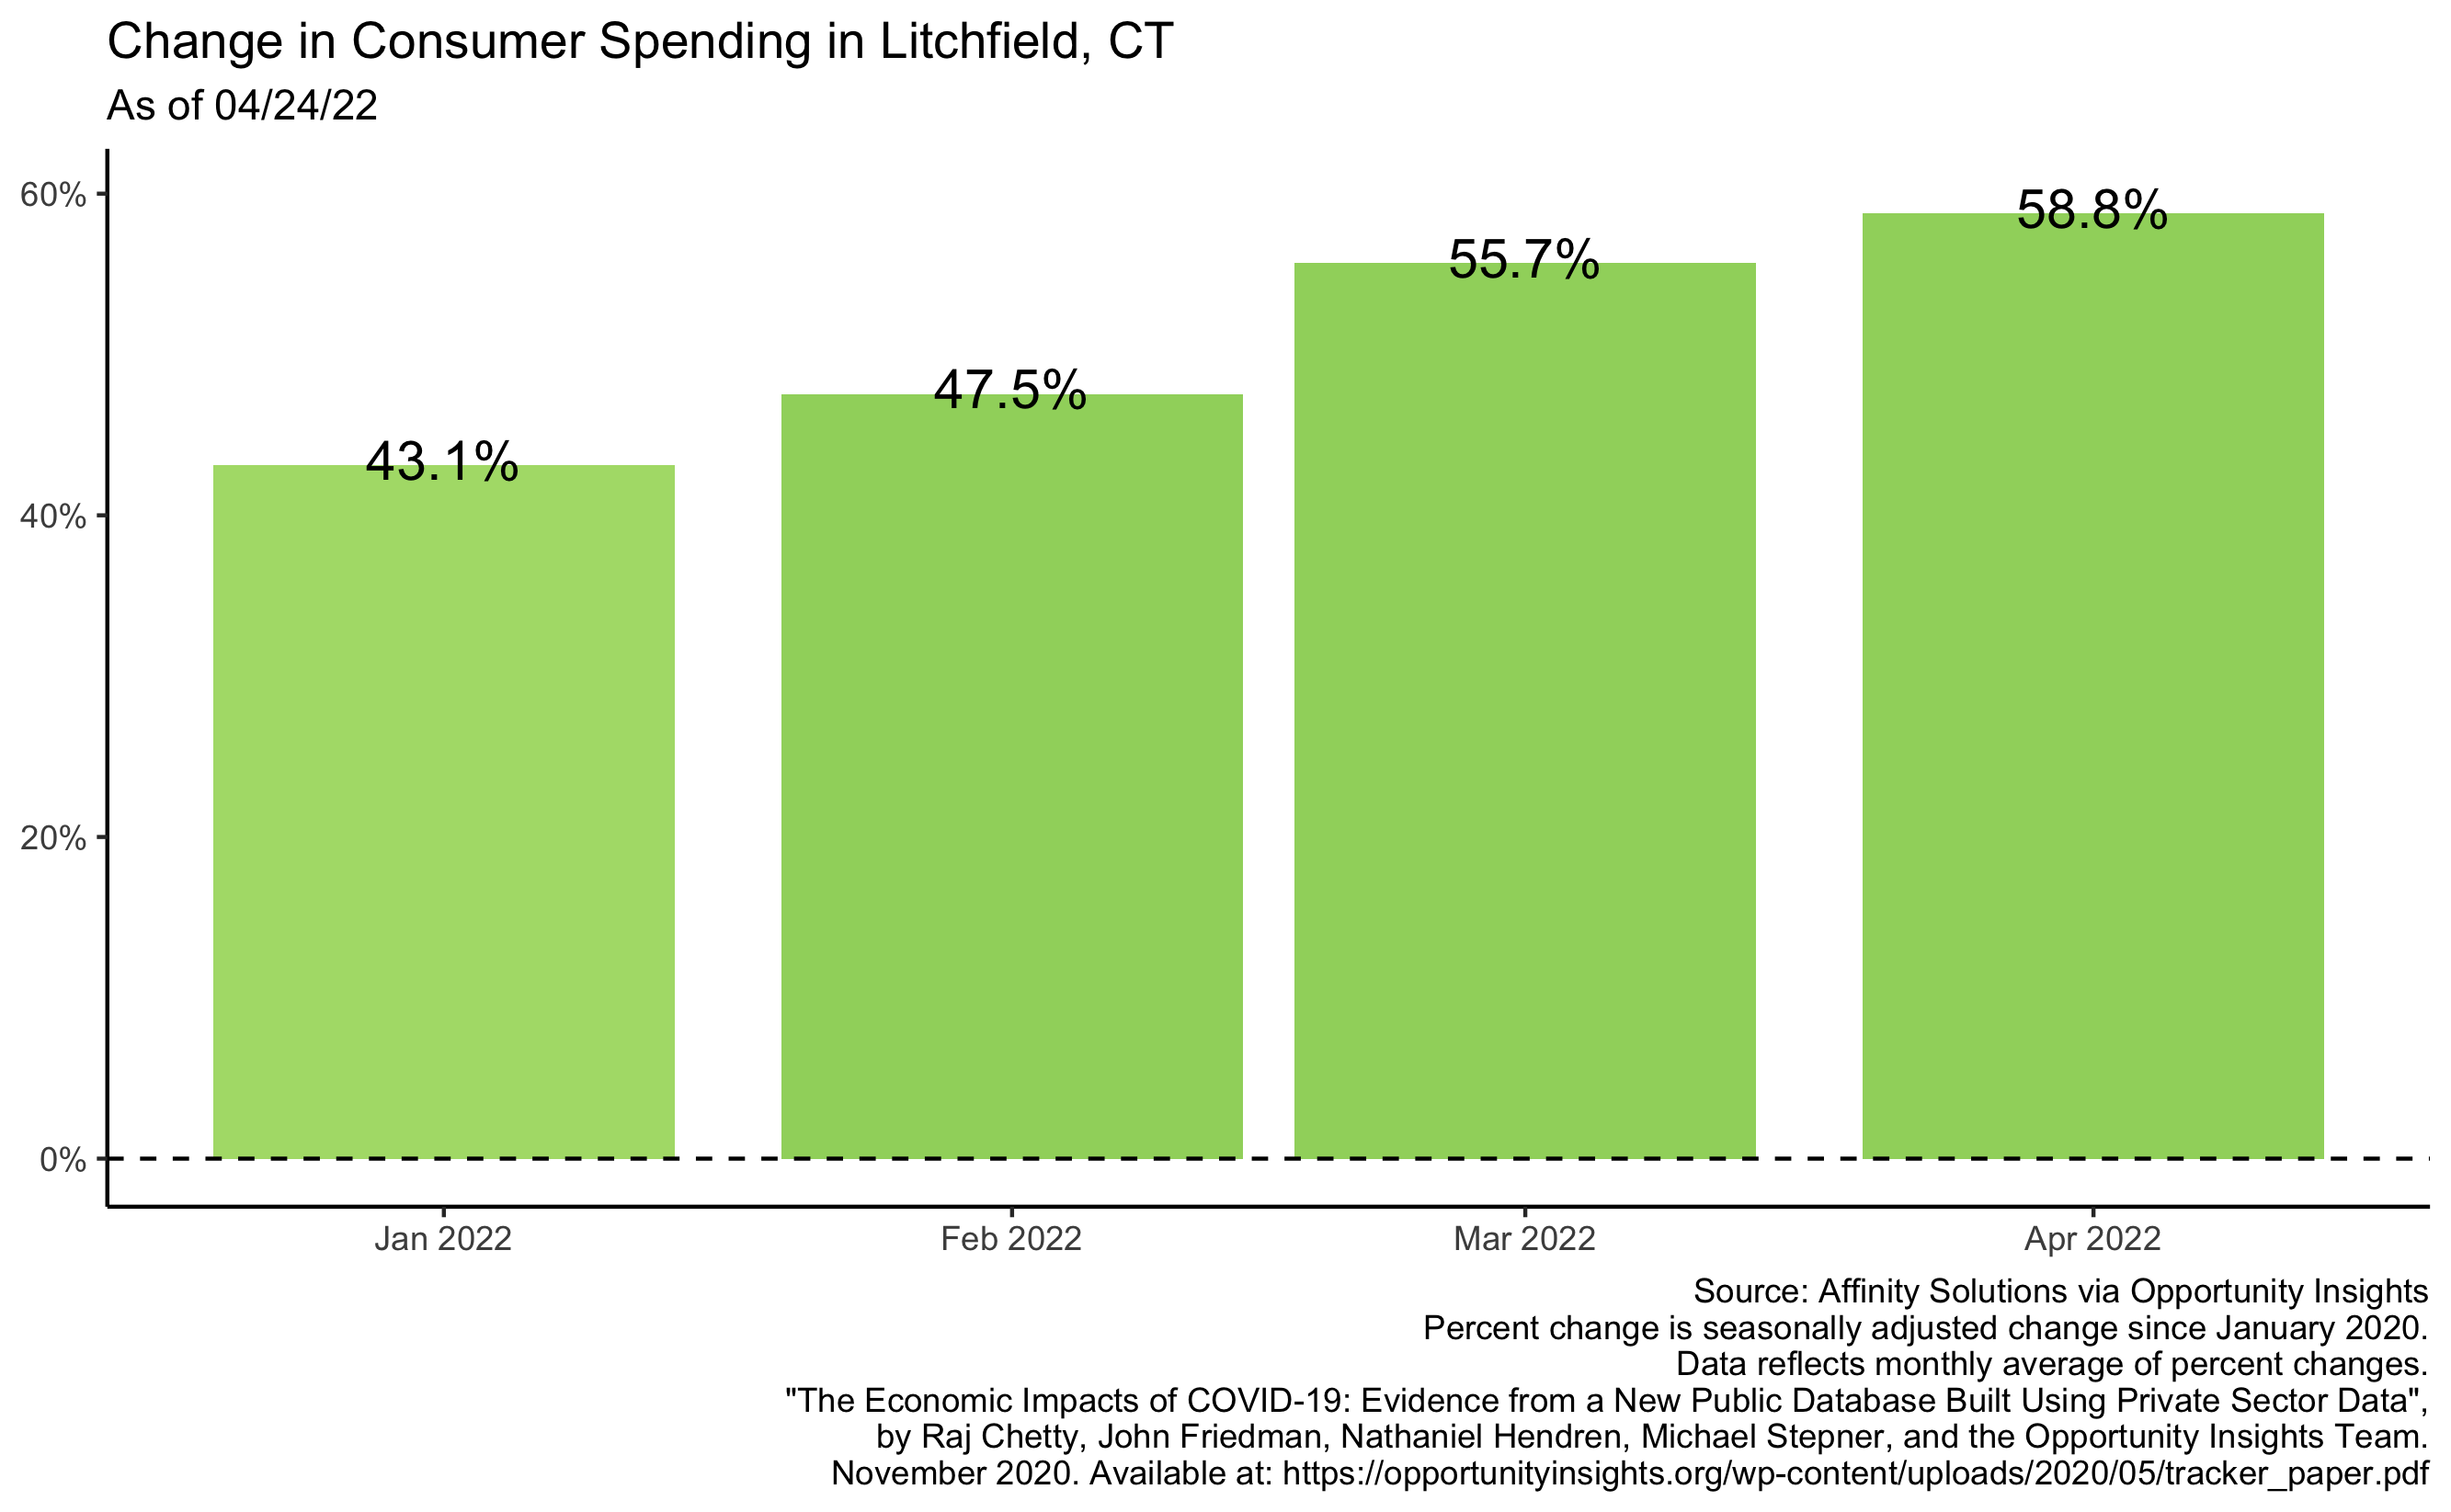 Change in Consumer Spending in Litchfield, CT
As of 04/24/22
60%
40%
20%
0%
43.1%
47.5%
55.7%
58.8%
Jan 2022
Feb 2022
Mar 2022
Apr 2022
Source: Affinity Solutions via Opportunity Insights
Percent change is seasonally adjusted change since January 2020.
Data reflects monthly average of percent changes.
"The Economic Impacts of COVID-19: Evidence from a New Public Database Built Using Private Sector Data",
by Raj Chetty, John Friedman, Nathaniel Hendren, Michael Stepner, and the Opportunity Insights Team.
November 2020. Available at: https://opportunityinsights.org/wp-content/uploads/2020/05/tracker_paper.pdf